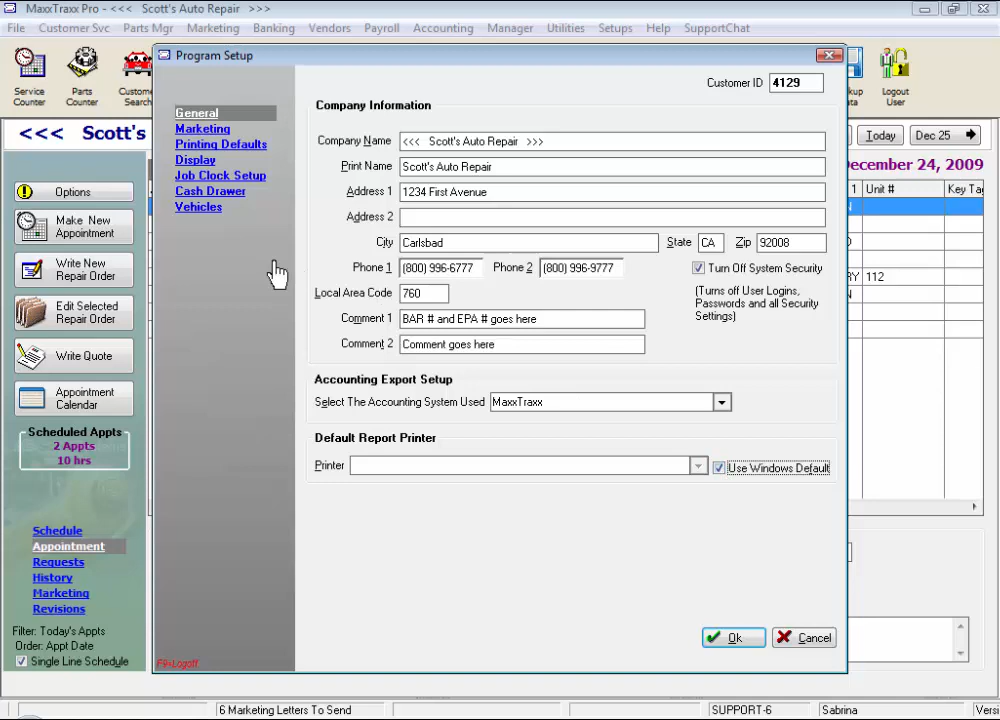 MaxxTraxx Pro - <<< Scott's Auto Repair >>>
File Customer Svc Parts Mgr Marketing Banking Vendors Payroll Accounting Manager Utilities Setups Help SupportChat
Service Counter
Parts Counter
Logout User
<<< Scott's
Today
Dec 25
December 24, 2009
Unit #
112
Options
Make New Appointment
Write New Repair Order
Edit Selected Repair Order
Write Quote
Appointment Calendar
Scheduled Appts
2 Appts
10 hrs
Schedule
Appointment
Requests
History
Marketing
Revisions
Filter: Today's Appts
Order: Appt Date
Single Line Schedule
Program Setup
General
Marketing
Printing Defaults
Display
Job Clock Setup
Cash Drawer
Vehicles
F9=Logoff
Customer ID 4129
Company Information
Company Name <<< Scott's Auto Repair >>>
Print Name Scott's Auto Repair
Address 1 1234 First Avenue
Address 2
City Carlsbad State CA Zip 92008
Phone 1 (800) 996-6777 Phone 2 (800) 996-9777
Turn Off System Security
(Turns off User Logins,
Passwords and all Security
Settings)
Local Area Code 760
Comment 1 BAR # and EPA # goes here
Comment 2 Comment goes here
Accounting Export Setup
Select The Accounting System Used MaxxTraxx
Default Report Printer
Printer
Use Windows Default
Ok
Cancel
6 Marketing Letters To Send
SUPPORT-6
Sabrina